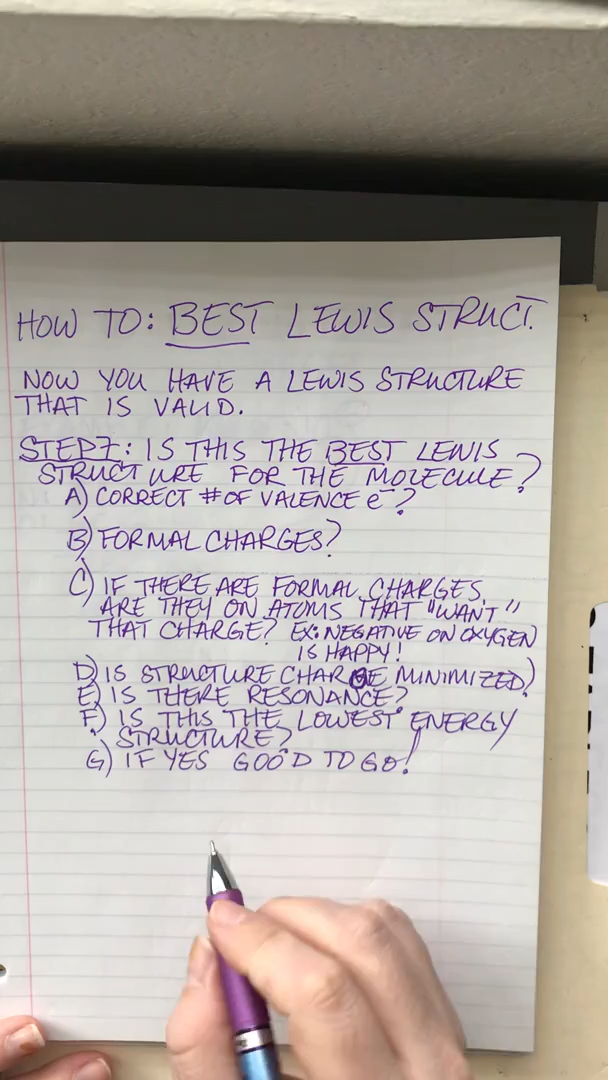 HOW TO: BEST LEWIS STRUCT.
NOW YOU HAVE A LEWIS STRUCTURE
THAT IS VALID.
STEP 7: IS THIS THE BEST LEWIS
STRUCTURE FOR THE MOLECULE?
A) CORRECT # OF VALENCE e⁻?
B) FORMAL CHARGES?
C) IF THERE ARE FORMAL CHARGES,
ARE THEY ON ATOMS THAT "WANT"
THAT CHARGE? EX: NEGATIVE ON OXYGEN
IS HAPPY!
D) IS STRUCTURE CHARGE MINIMIZED?
E) IS THERE RESONANCE?
F) IS THIS THE LOWEST ENERGY
STRUCTURE?
G) IF YES GOOD TO GO!